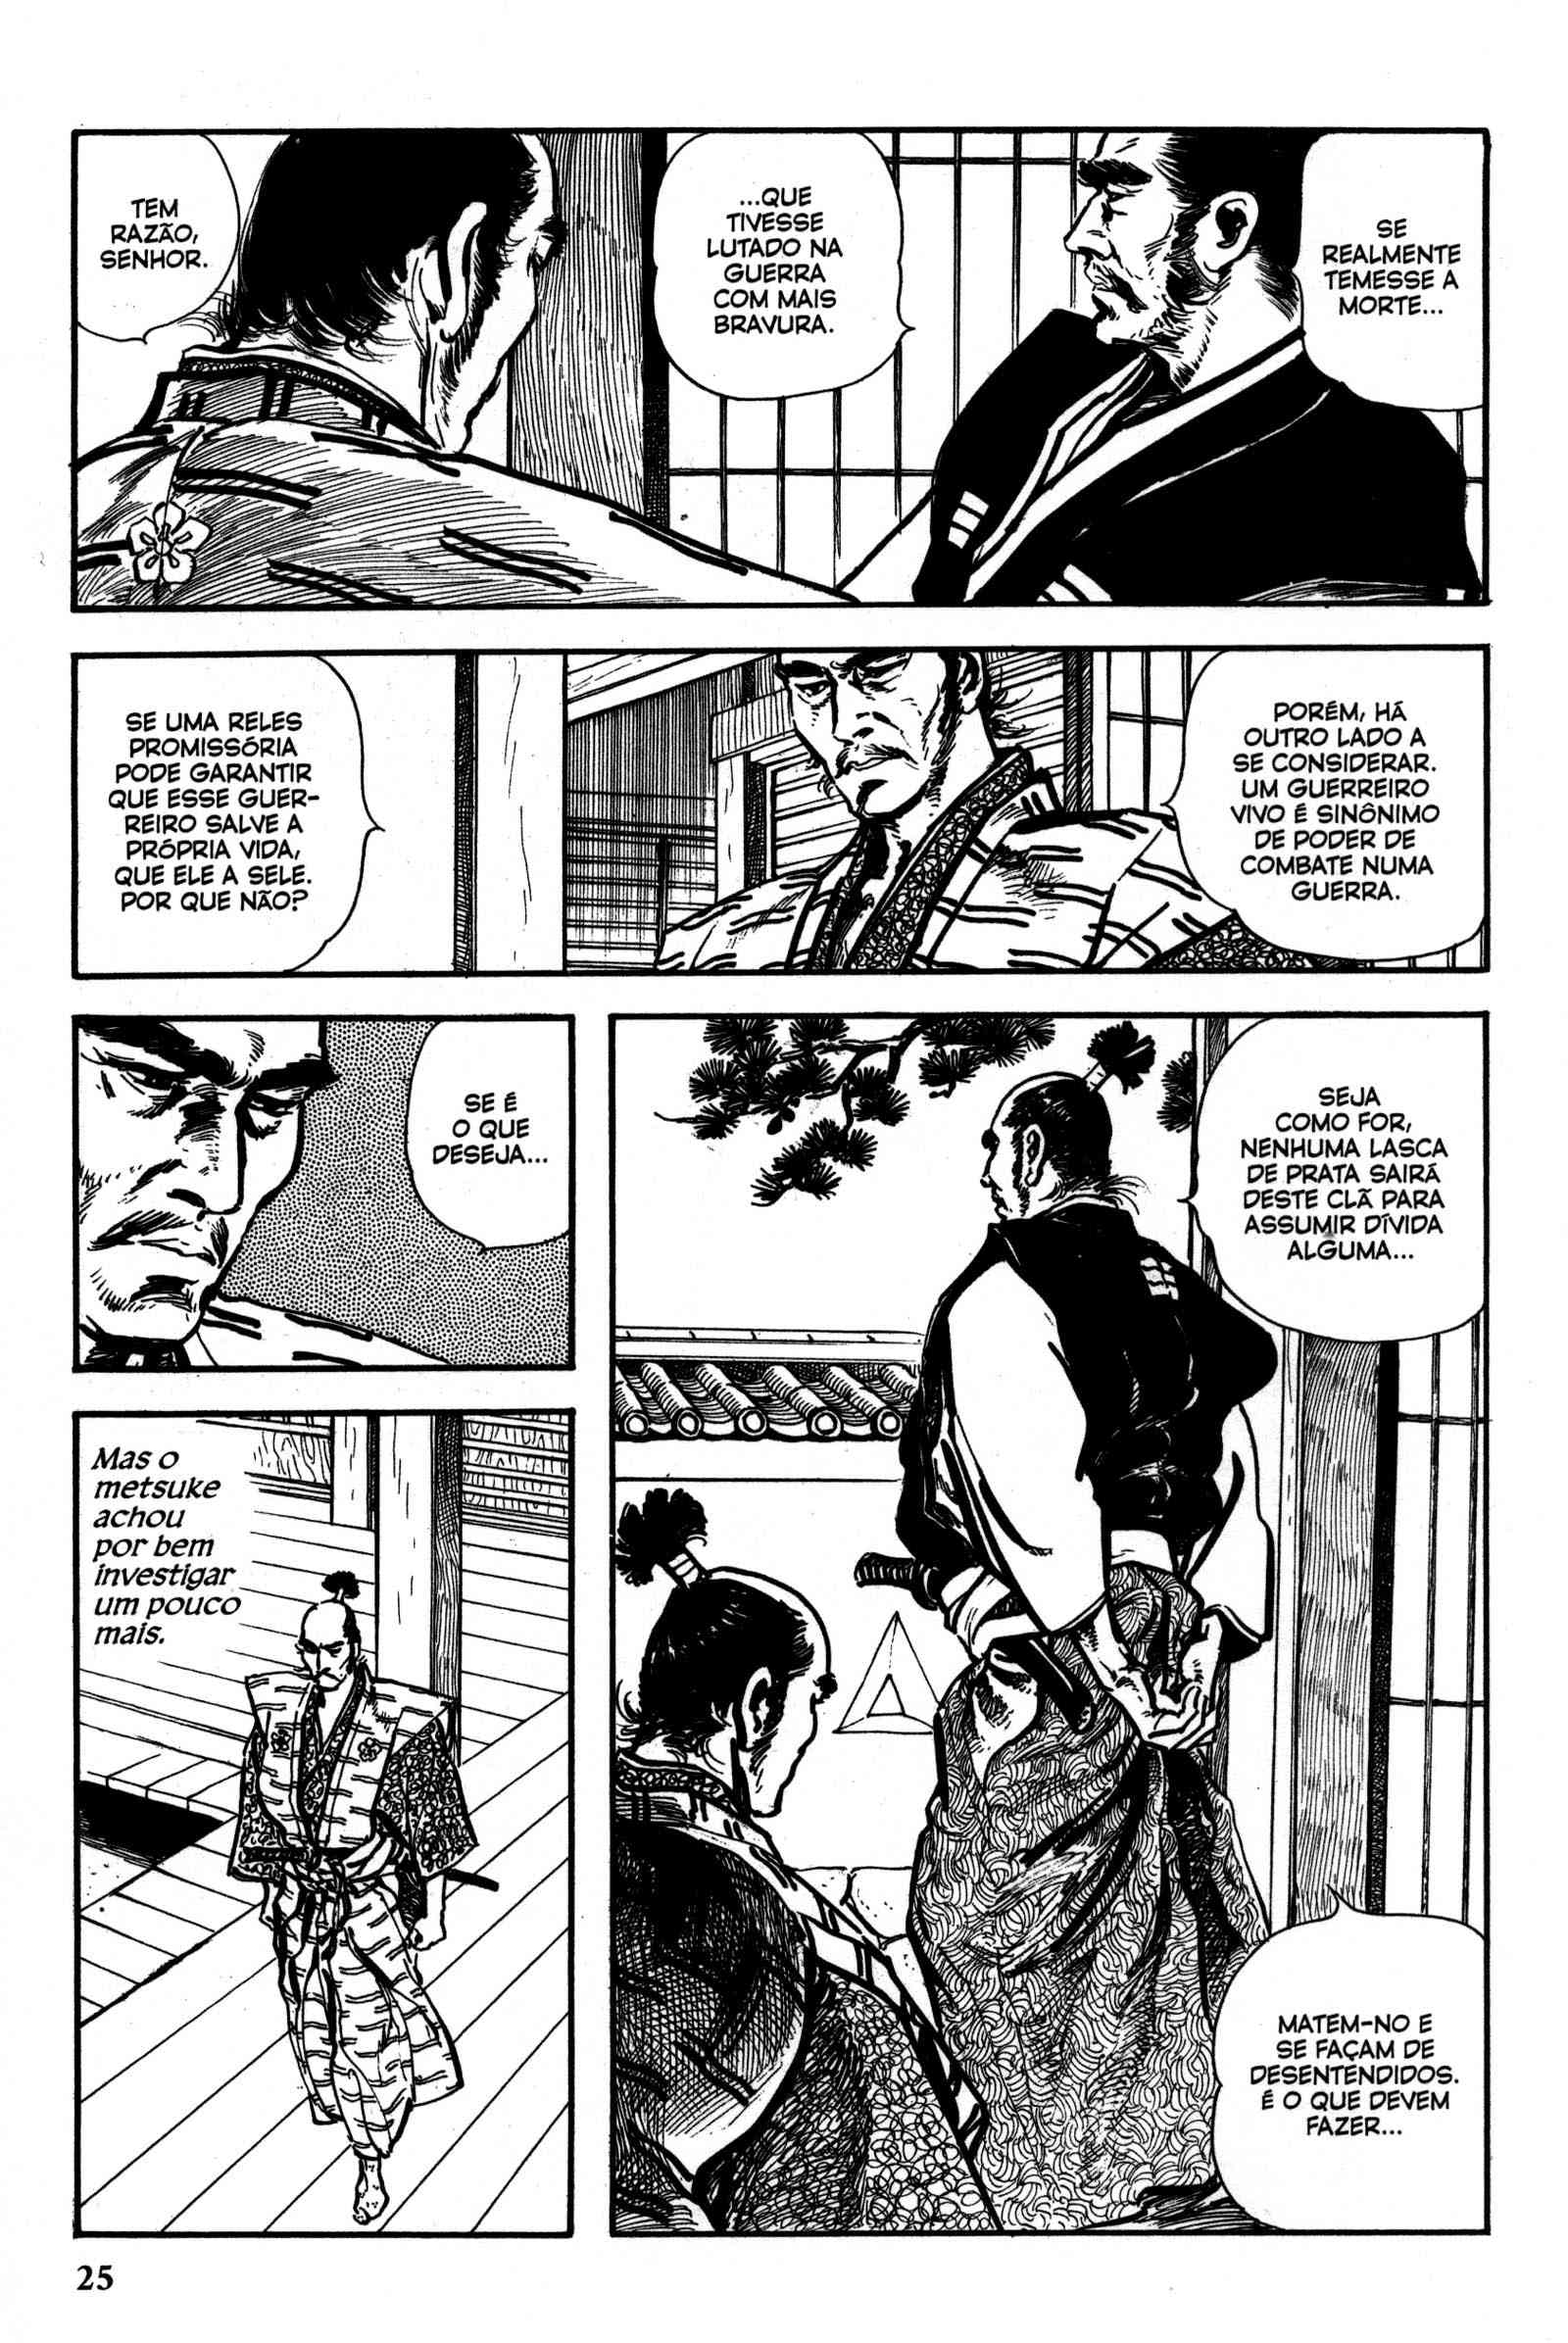 SE
REALMENTE
TEMESSE A
MORTE...
...QUE
TIVESSE
LUTADO NA
GUERRA
COM MAIS
BRAVURA.
TEM
RAZÃO,
SENHOR.
PORÉM, HÁ
OUTRO LADO A
SE CONSIDERAR.
UM GUERREIRO
VIVO É SINÔNIMO
DE PODER DE
COMBATE NUMA
GUERRA.
SE UMA RELES
PROMISSÓRIA
PODE GARANTIR
QUE ESSE GUER-
REIRO SALVE A
PRÓPRIA VIDA,
QUE ELE A SELE.
POR QUE NÃO?
SEJA
COMO FOR,
NENHUMA LASCA
DE PRATA SAIRÁ
DESTE CLÃ PARA
ASSUMIR DÍVIDA
ALGUMA...
MATEM-NO E
SE FAÇAM DE
DESENTENDIDOS.
É O QUE DEVEM
FAZER...
SE É
O QUE
DESEJA...
Mas o
metsuke
achou
por bem
investigar
um pouco
mais.
25